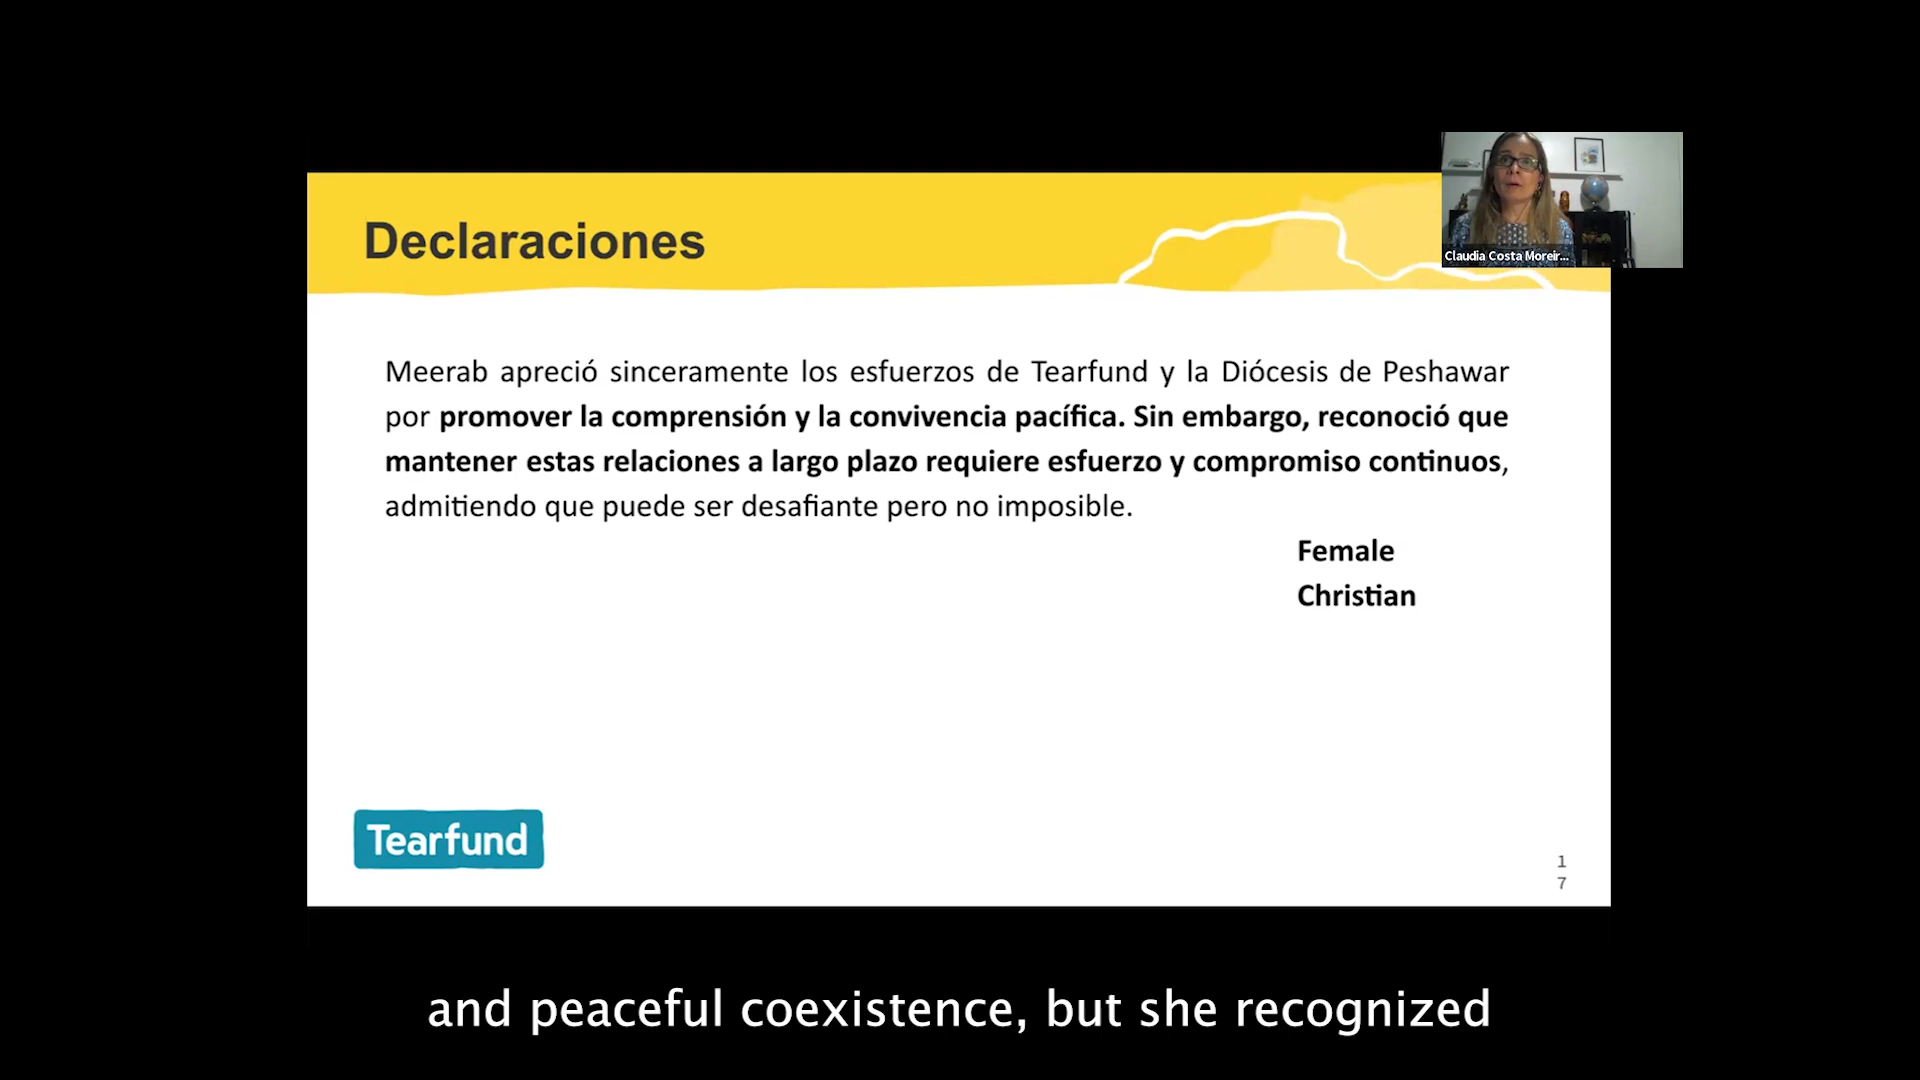 Declaraciones
Claudia Costa Moreir...
Meerab apreció sinceramente los esfuerzos de Tearfund y la Diócesis de Peshawar
por promover la comprensión y la convivencia pacífica. Sin embargo, reconoció que
mantener estas relaciones a largo plazo requiere esfuerzo y compromiso continuos,
admitiendo que puede ser desafiante pero no imposible.
Female
Christian
Tearfund
1
7
and peaceful coexistence, but she recognized